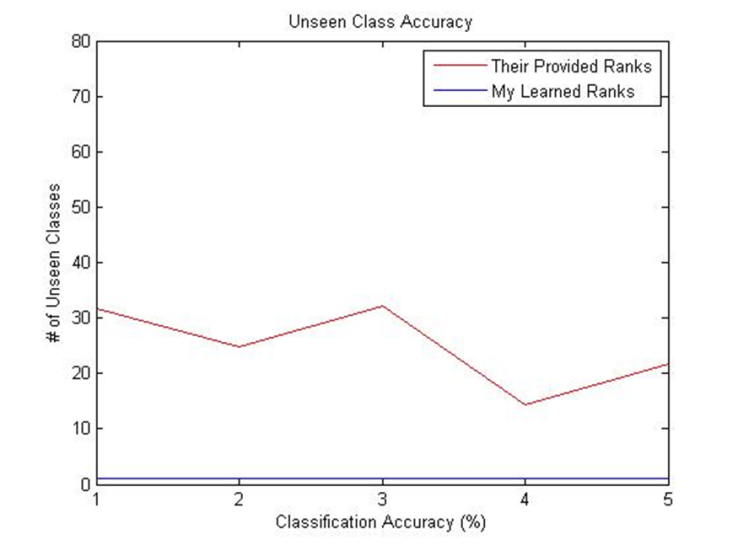 Unseen Class Accuracy
80
70
60
50
40
30
20
10
0
# of Unseen Classes
Their Provided Ranks
My Learned Ranks
1 2 3 4 5
Classification Accuracy (%)